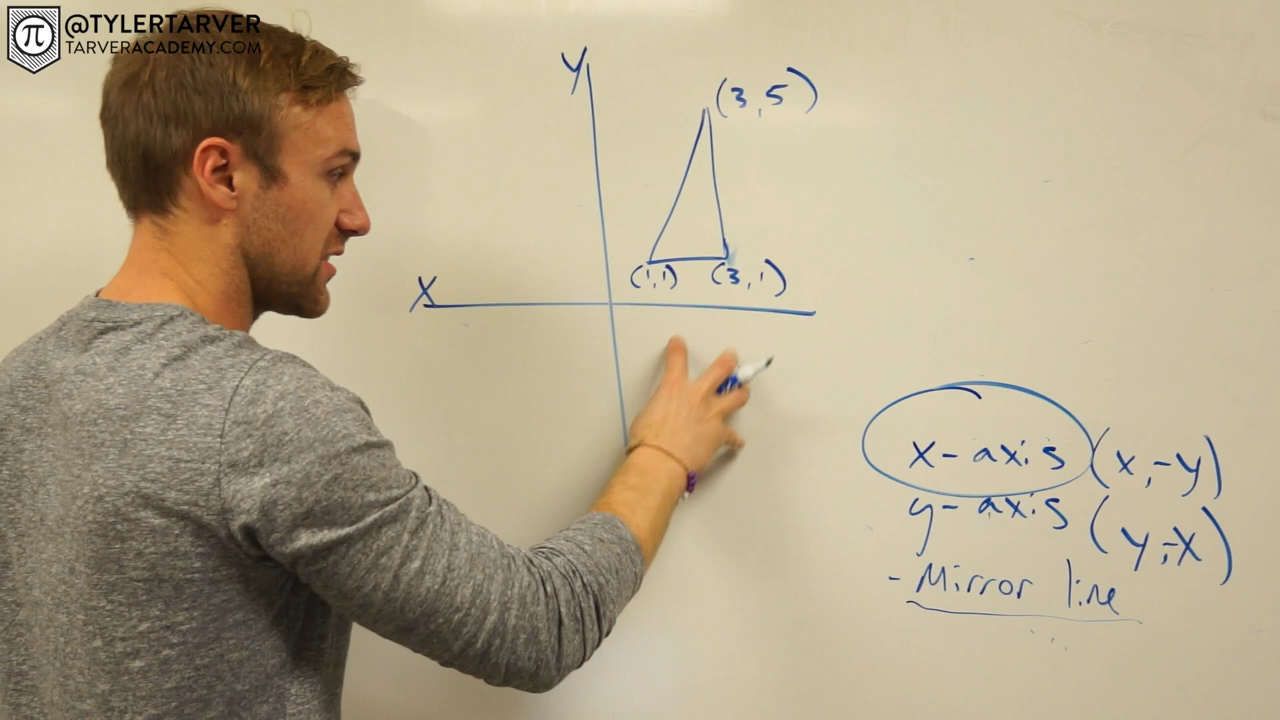 @TYLERTARVER
TARVERACADEMY.COM
π
Y
(3,5)
(1,1) (3,1)
X
x-axis (x,-y)
y-axis (y,-x)
- Mirror line